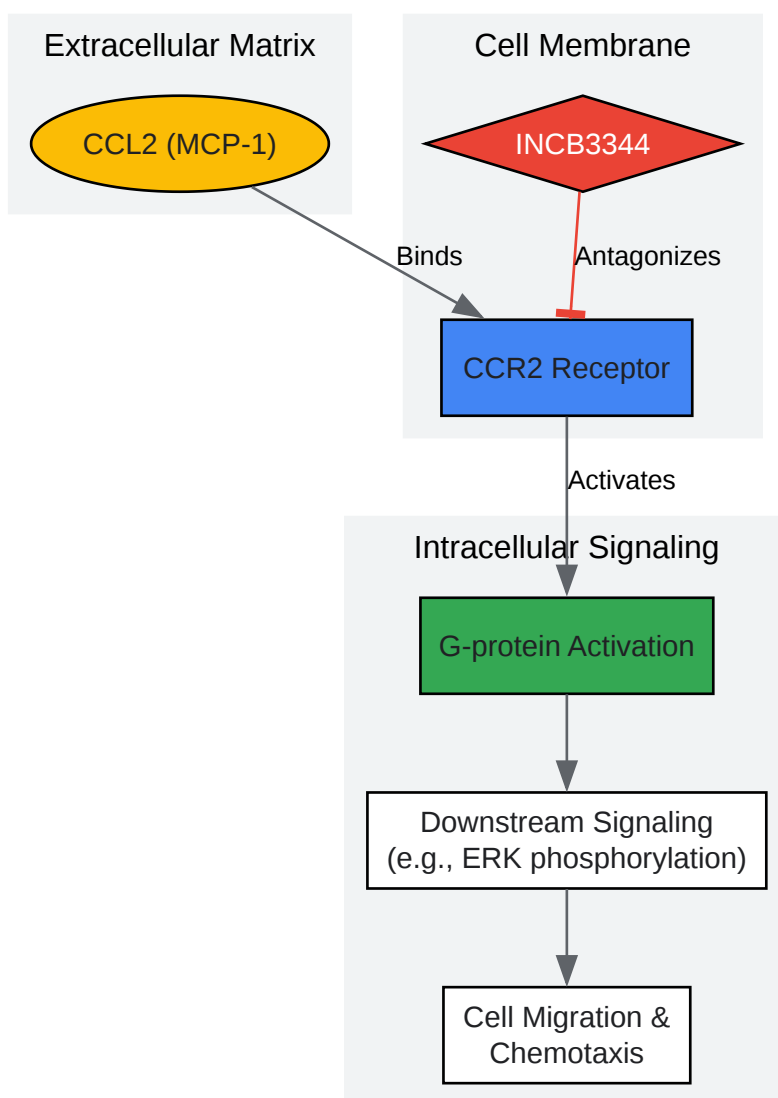 Extracellular Matrix
Cell Membrane
CCL2 (MCP-1)
INCB3344
Binds
Antagonizes
CCR2 Receptor
Activates
Intracellular Signaling
G-protein Activation
Downstream Signaling
(e.g., ERK phosphorylation)
Cell Migration &
Chemotaxis